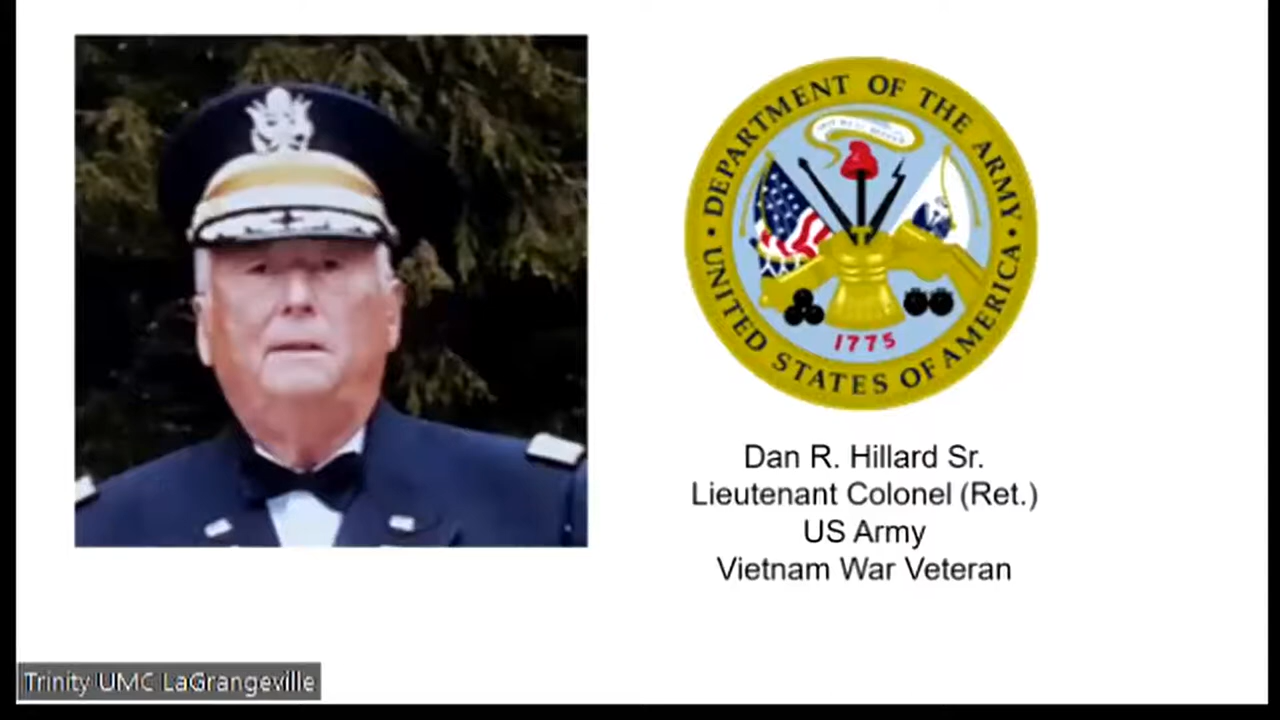 DEPARTMENT OF THE ARMY
UNITED STATES OF AMERICA
1775
Dan R. Hillard Sr.
Lieutenant Colonel (Ret.)
US Army
Vietnam War Veteran
Trinity UMC LaGrangeville